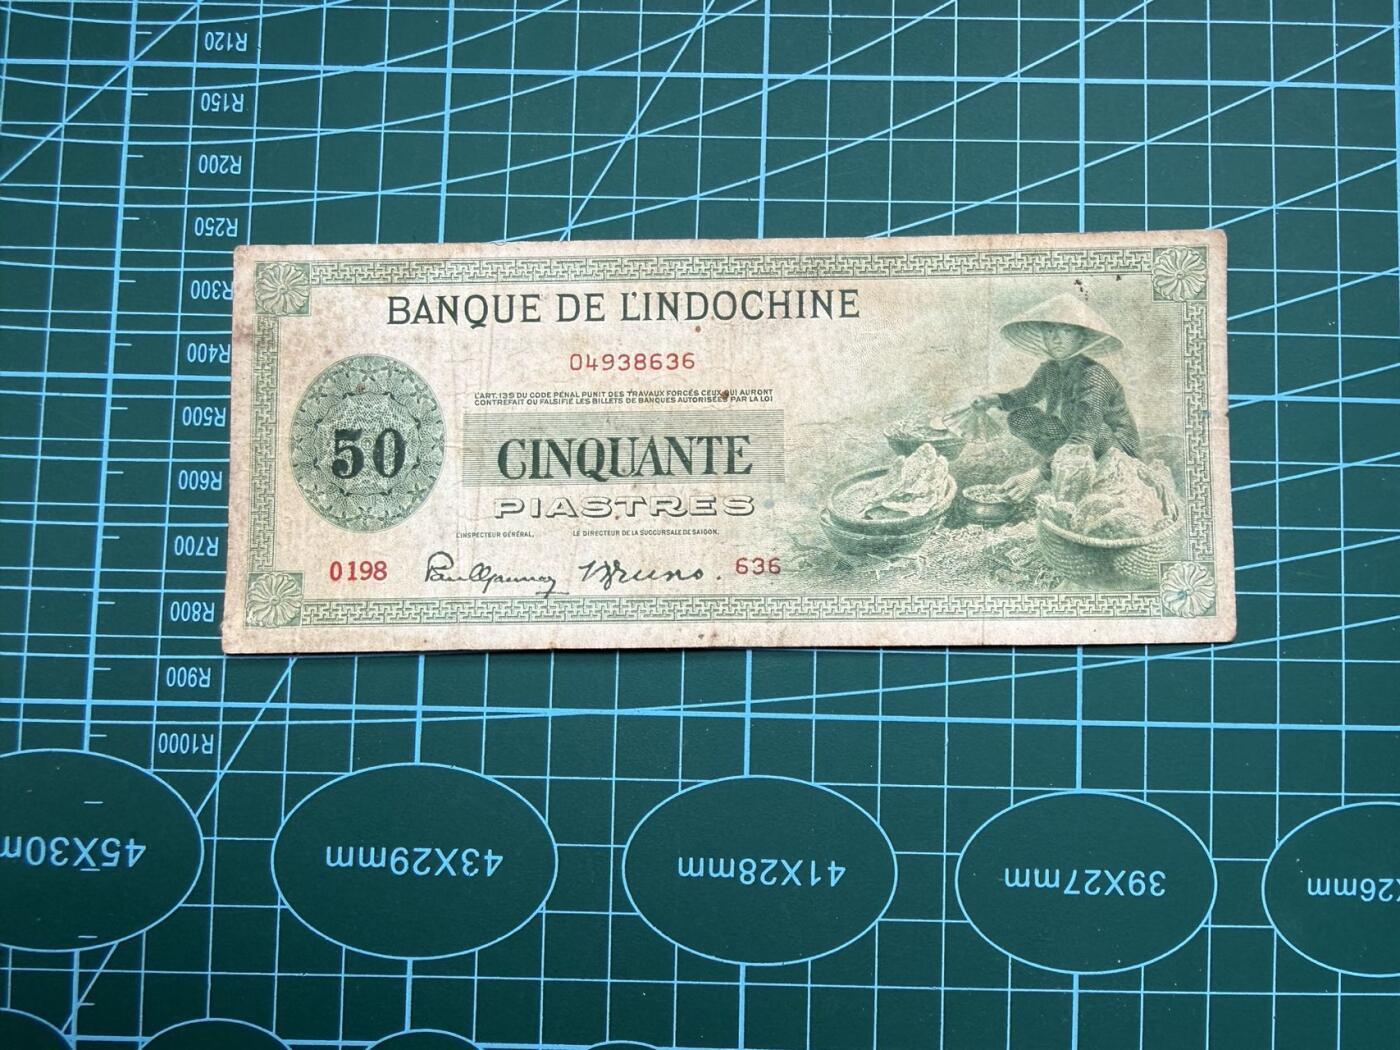 R120
R150
R200
R250
R300
R400
R500
R600
R700
R800
R900
R1000
BANQUE DE L'INDOCHINE
04938636
L'ART. 139 DU CODE PÉNAL PUNIT DES TRAVAUX FORCÉS CEUX QUI AURONT
CONTREFAIT OU FALSIFIÉ LES BILLETS DE BANQUES AUTORISÉES PAR LA LOI
50
CINQUANTE
PIASTRES
L'INSPECTEUR GÉNÉRAL,
LE DIRECTEUR DE LA SUCCURSALE DE SAIGON,
0198
636
45X30m
43X29mm
41X28mm
39X27mm
X26mm